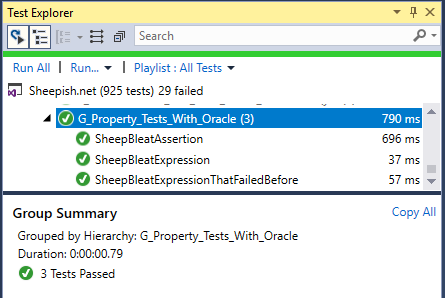 Test Explorer
Search
Run All | Run... | Playlist : All Tests
Sheepish.net (925 tests) 29 failed
G_Property_Tests_With_Oracle (3) 790 ms
SheepBleatAssertion 696 ms
SheepBleatExpression 37 ms
SheepBleatExpressionThatFailedBefore 57 ms
Group Summary Copy All
Grouped by Hierarchy: G_Property_Tests_With_Oracle
Duration: 0:00:00.79
3 Tests Passed